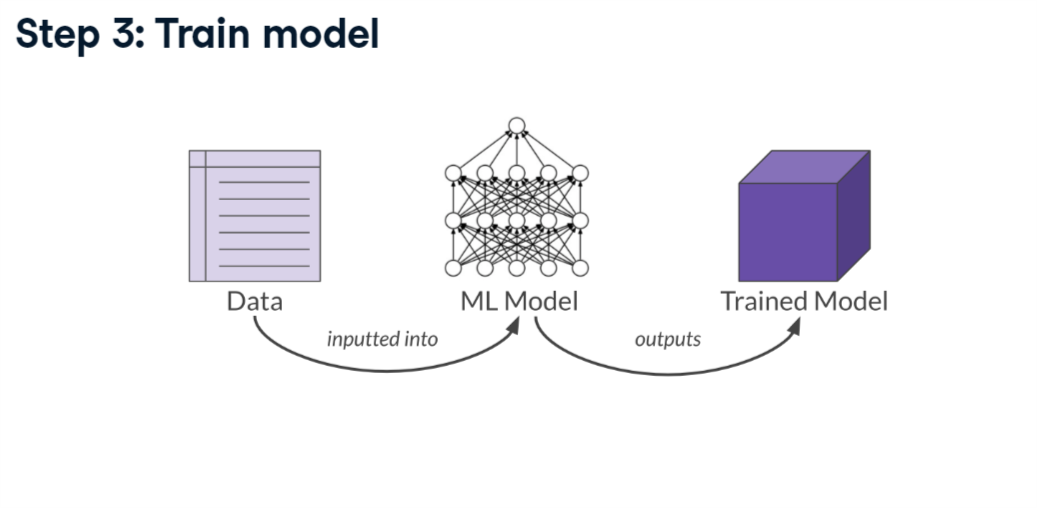 Step 3: Train model
Data
ML Model
Trained Model
inputted into
outputs